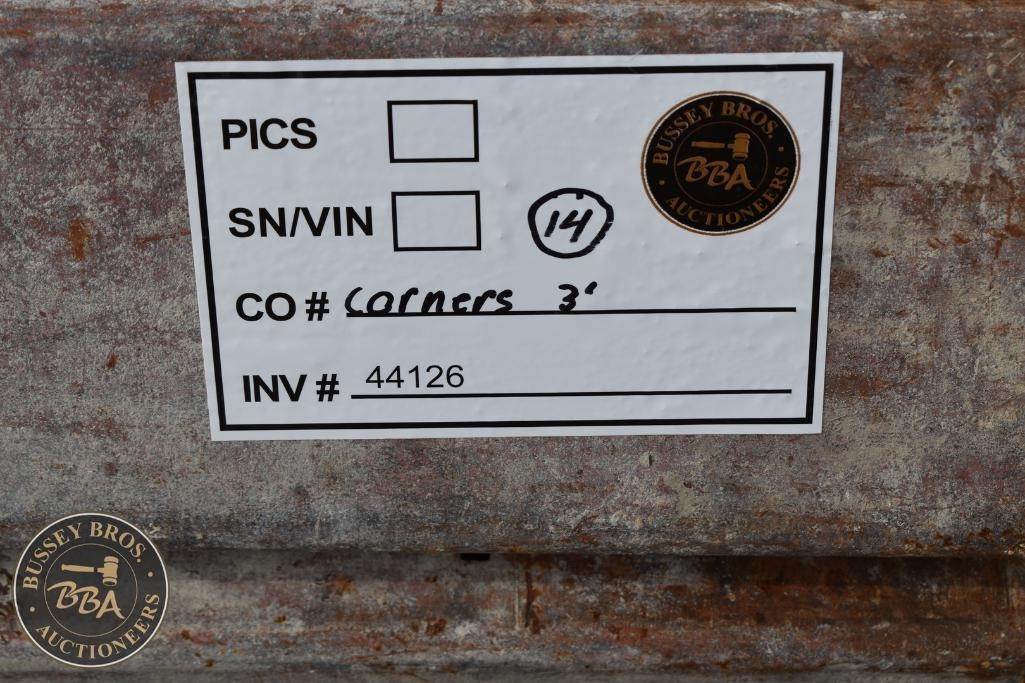 PICS
BUSSEY BROS.
BBA
AUCTIONEERS
SN/VIN 14
CO # Corners 3'
INV # 44126
BUSSEY BROS.
BBA
AUCTIONEERS